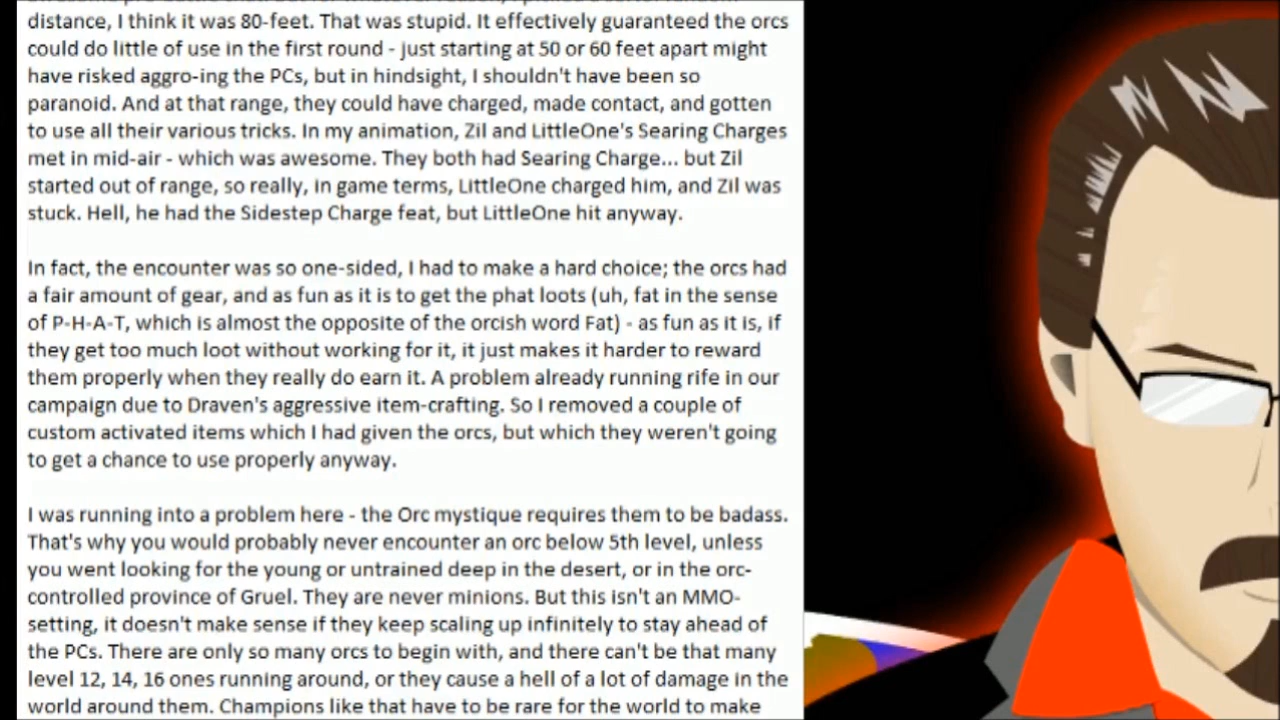 distance, I think it was 80-feet. That was stupid. It effectively guaranteed the orcs
could do little of use in the first round - just starting at 50 or 60 feet apart might
have risked aggro-ing the PCs, but in hindsight, I shouldn't have been so
paranoid. And at that range, they could have charged, made contact, and gotten
to use all their various tricks. In my animation, Zil and LittleOne's Searing Charges
met in mid-air - which was awesome. They both had Searing Charge... but Zil
started out of range, so really, in game terms, LittleOne charged him, and Zil was
stuck. Hell, he had the Sidestep Charge feat, but LittleOne hit anyway.
In fact, the encounter was so one-sided, I had to make a hard choice; the orcs had
a fair amount of gear, and as fun as it is to get the phat loots (uh, fat in the sense
of P-H-A-T, which is almost the opposite of the orcish word Fat) - as fun as it is, if
they get too much loot without working for it, it just makes it harder to reward
them properly when they really do earn it. A problem already running rife in our
campaign due to Draven's aggressive item-crafting. So I removed a couple of
custom activated items which I had given the orcs, but which they weren't going
to get a chance to use properly anyway.
I was running into a problem here - the Orc mystique requires them to be badass.
That's why you would probably never encounter an orc below 5th level, unless
you went looking for the young or untrained deep in the desert, or in the orc-
controlled province of Gruel. They are never minions. But this isn't an MMO-
setting, it doesn't make sense if they keep scaling up infinitely to stay ahead of
the PCs. There are only so many orcs to begin with, and there can't be that many
level 12, 14, 16 ones running around, or they cause a hell of a lot of damage in the
world around them. Champions like that have to be rare for the world to make